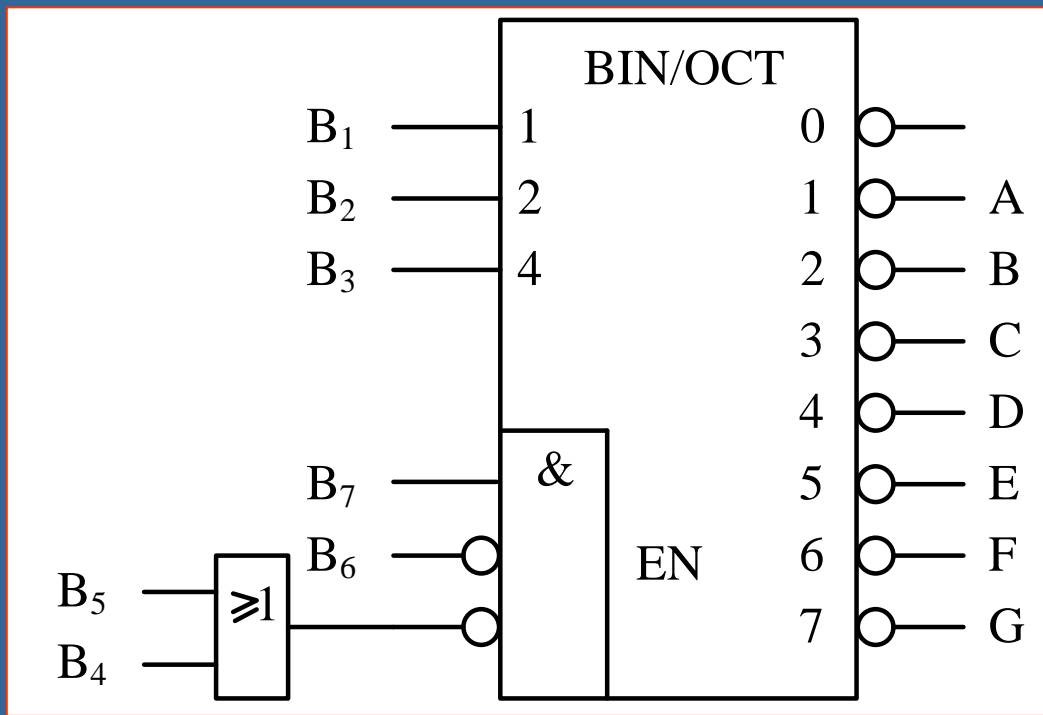 BIN/OCT
B₁ 1 0
B₂ 2 1 A
B₃ 4 2 B
3 C
4 D
B₇ & 5 E
B₆ EN 6 F
B₅ ⩾1 7 G
B₄